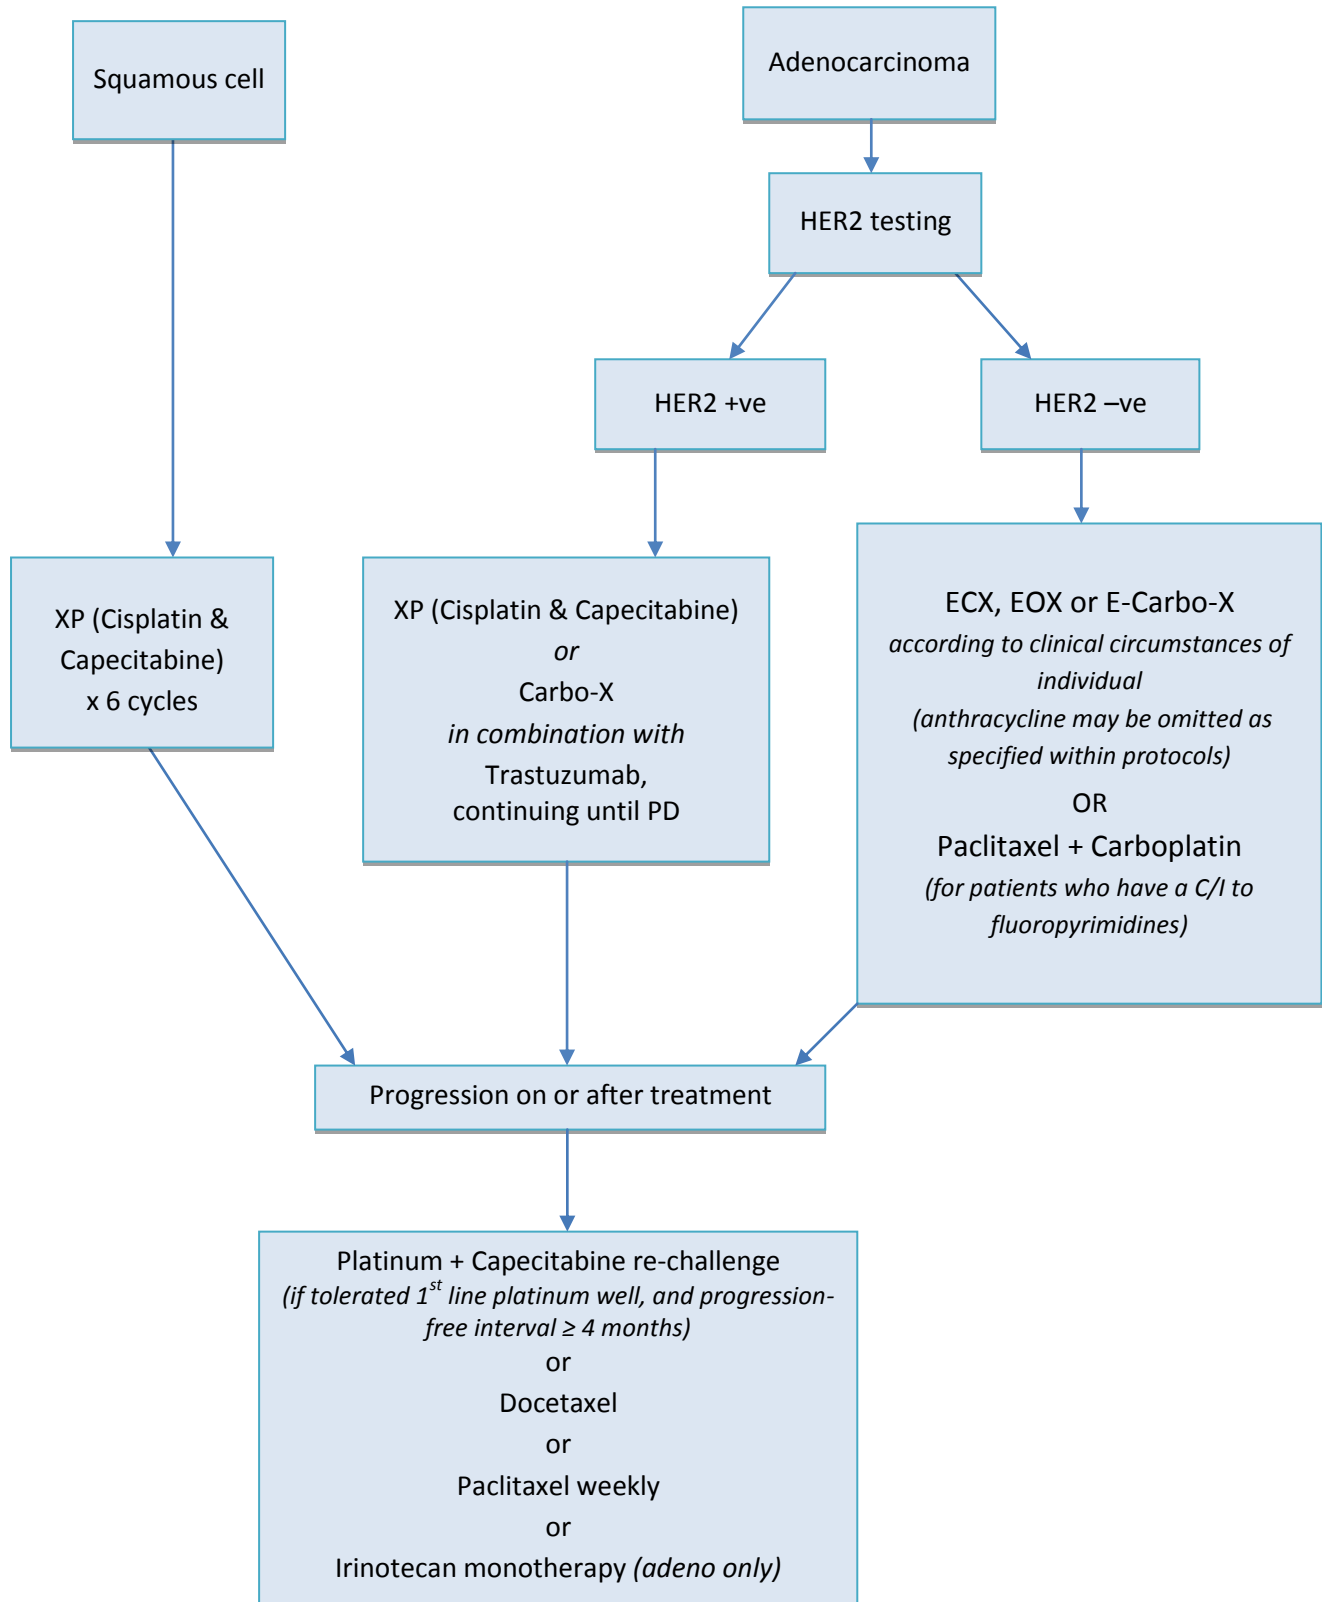 Squamous cell
Adenocarcinoma
HER2 testing
HER2 +ve
HER2 –ve
XP (Cisplatin &
Capecitabine)
x 6 cycles
XP (Cisplatin & Capecitabine)
or
Carbo-X
in combination with
Trastuzumab,
continuing until PD
ECX, EOX or E-Carbo-X
according to clinical circumstances of
individual
(anthracycline may be omitted as
specified within protocols)
OR
Paclitaxel + Carboplatin
(for patients who have a C/I to
fluoropyrimidines)
Progression on or after treatment
Platinum + Capecitabine re-challenge
(if tolerated 1st line platinum well, and progression-
free interval ≥ 4 months)
or
Docetaxel
or
Paclitaxel weekly
or
Irinotecan monotherapy (adeno only)